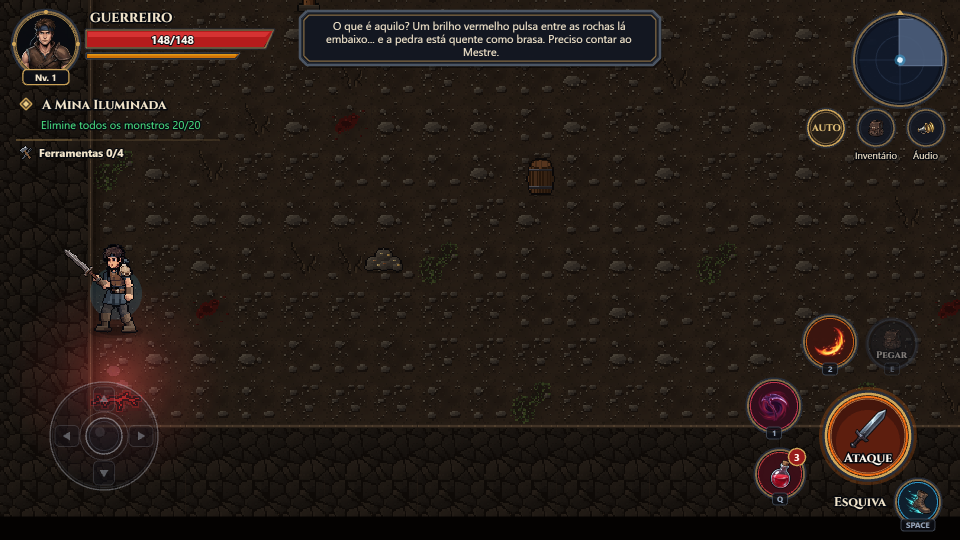 GUERREIRO
148/148
Nv. 1
A Mina Iluminada
Elimine todos os monstros 20/20
Ferramentas 0/4
O que é aquilo? Um brilho vermelho pulsa entre as rochas lá
embaixo... e a pedra está quente como brasa. Preciso contar ao
Mestre.
AUTO
Inventário
Áudio
2
PEGAR
E
1
ATAQUE
3
Q
ESQUIVA
SPACE